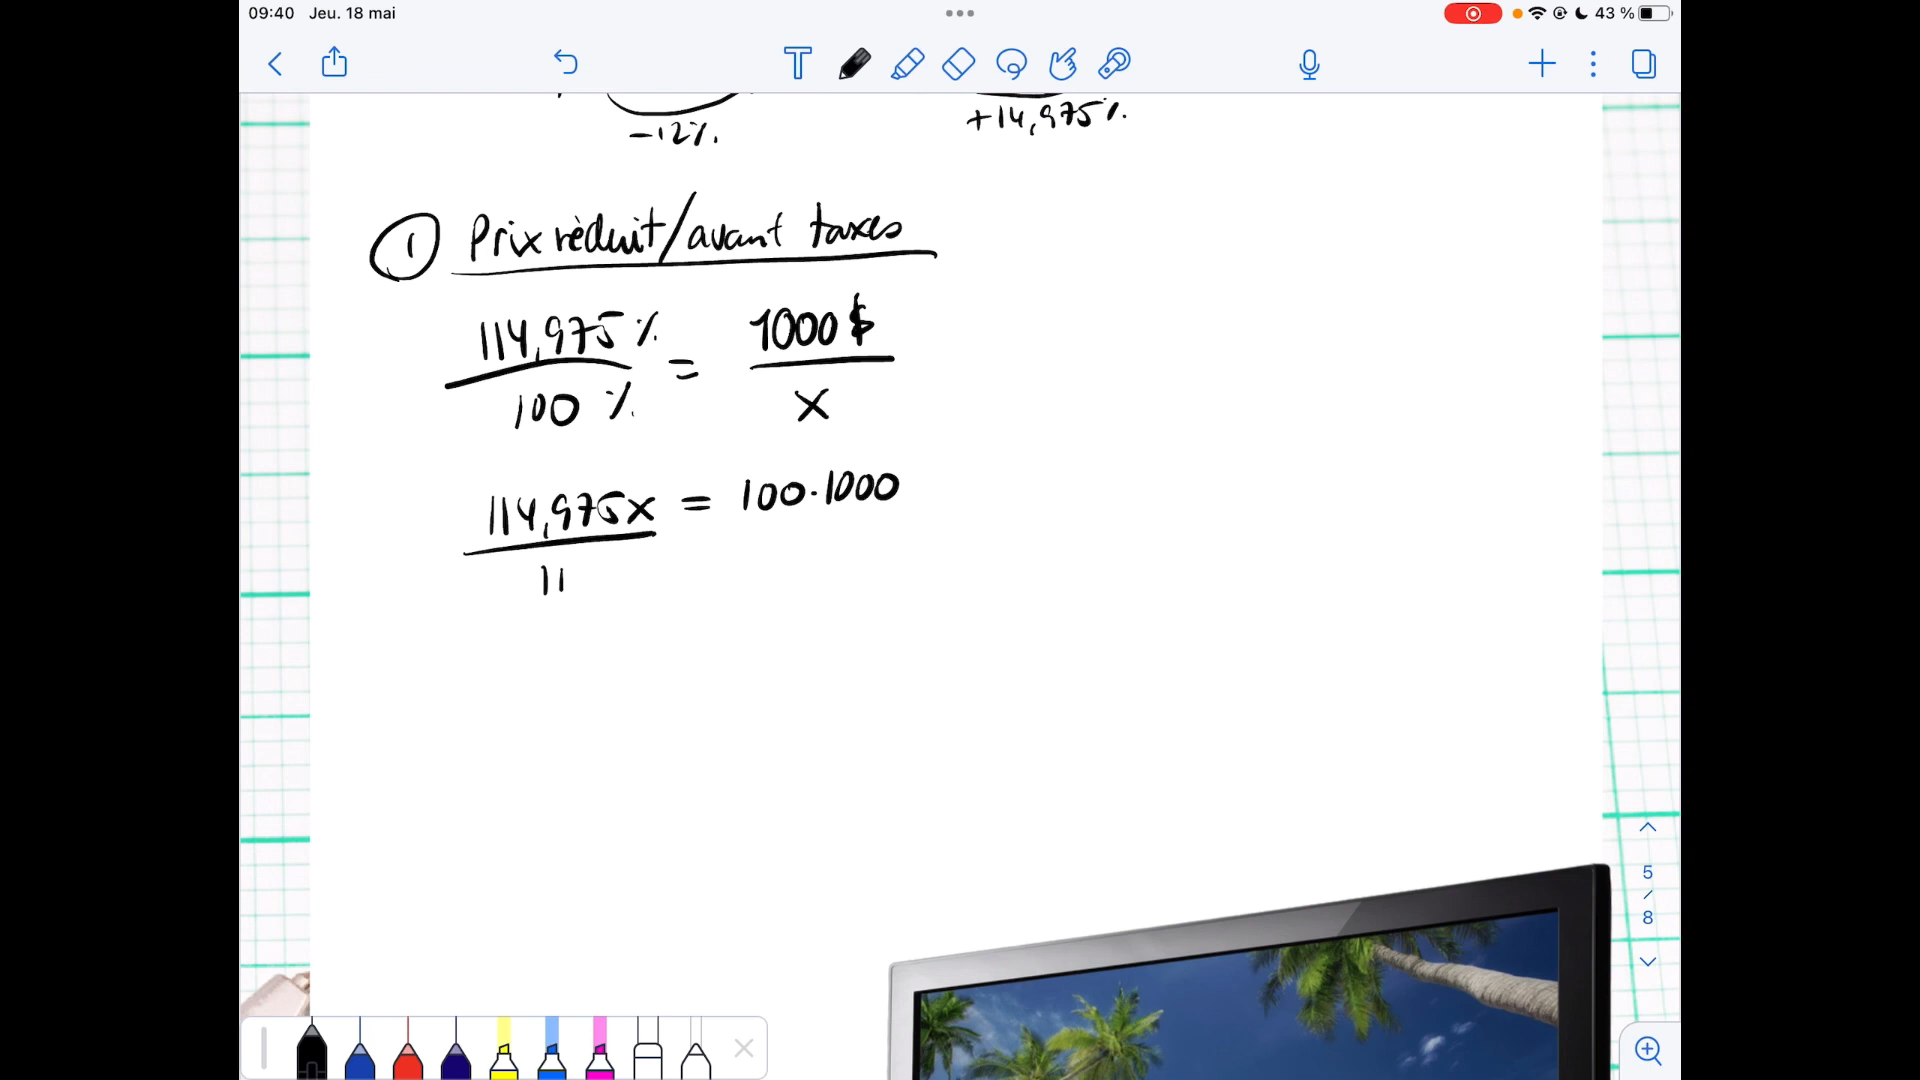 09:40 Jeu. 18 mai 43 %
-12%
+14,975%
1 Prix réduit/avant taxes
114,975% = 1000$
100% x
114,975x = 100·1000
11
5
/
8